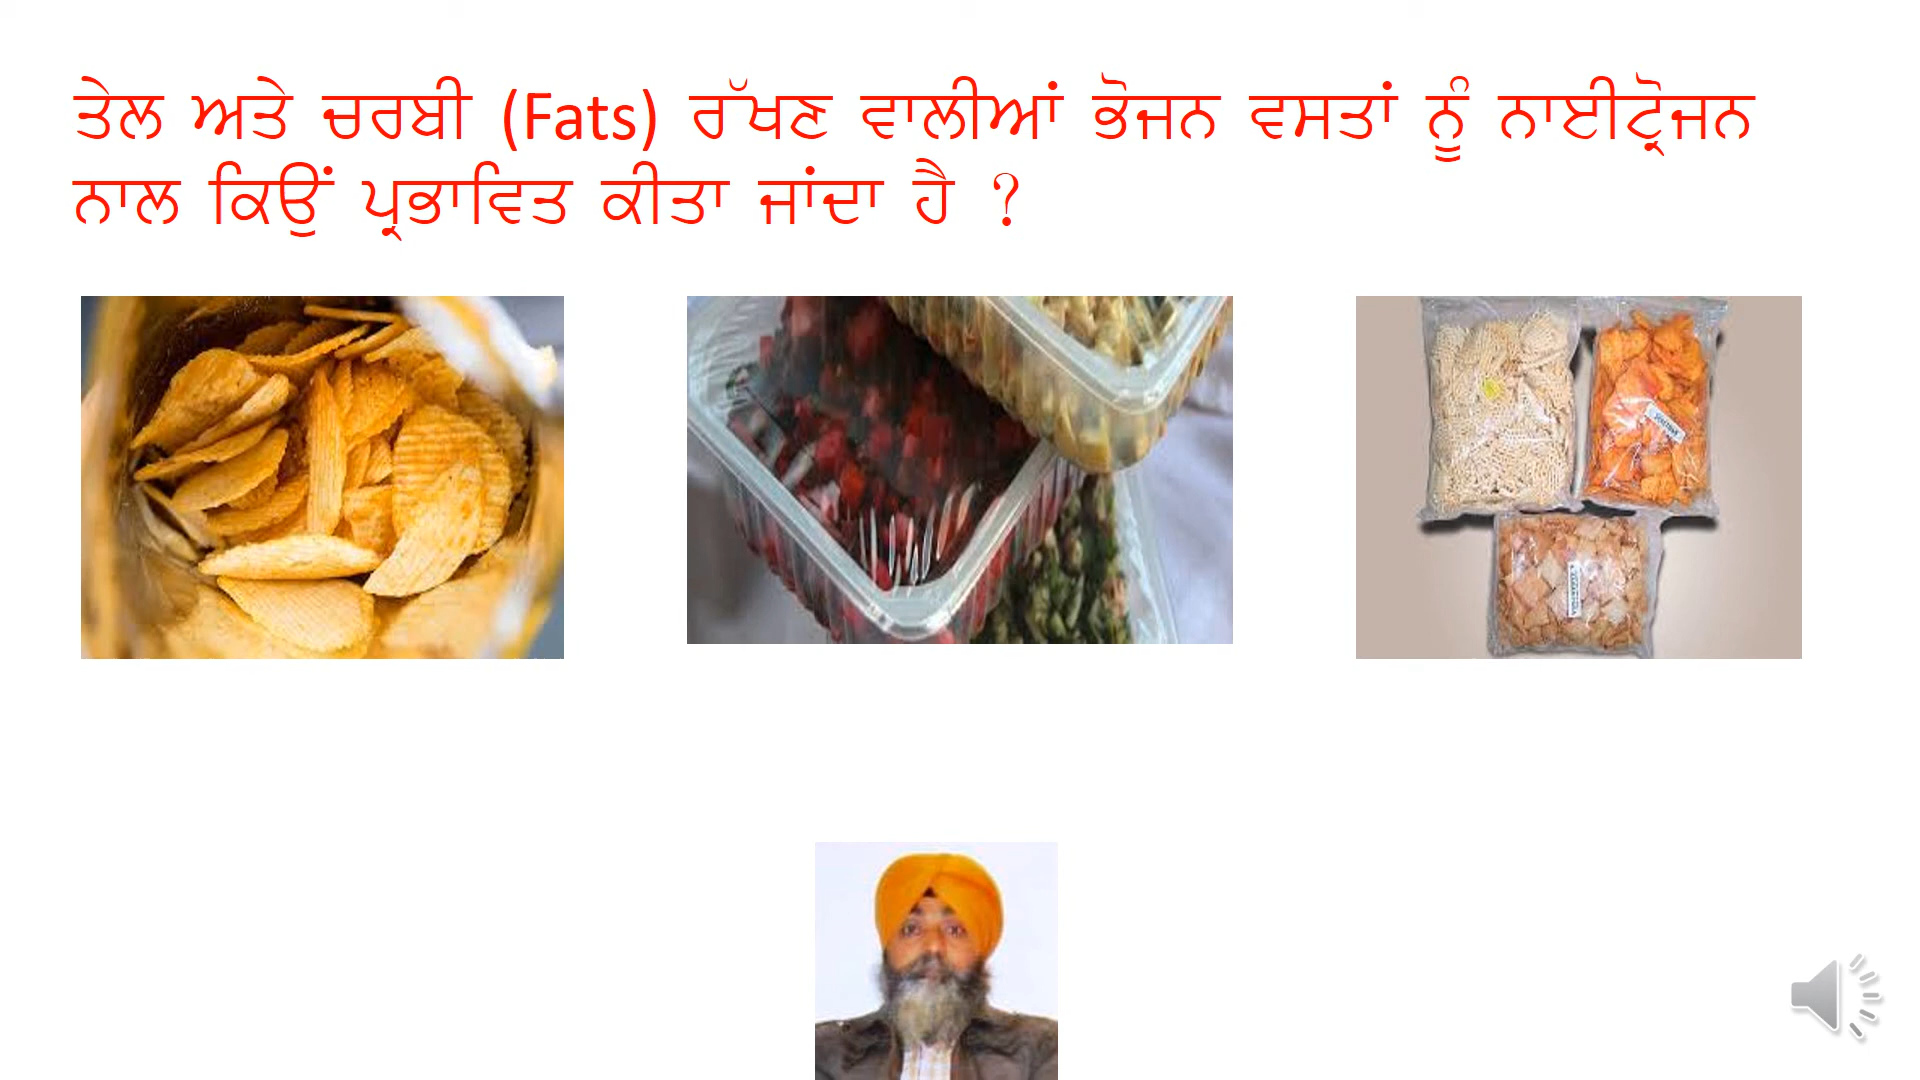 ਤੇਲ ਅਤੇ ਚਰਬੀ (Fats) ਰੱਖਣ ਵਾਲੀਆਂ ਭੋਜਨ ਵਸਤਾਂ ਨੂੰ ਨਾਈਟ੍ਰੋਜਨ
ਨਾਲ ਕਿਉਂ ਪ੍ਰਭਾਵਿਤ ਕੀਤਾ ਜਾਂਦਾ ਹੈ ?